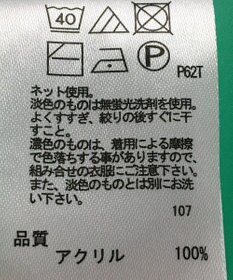 40
P62T
ネット使用。
淡色のものは無蛍光洗剤を使用。
よくすすぎ、絞りの後すぐに干
すこと。
濃色のものは、着用による摩擦
で色落ちする事がありますので、
組み合せの衣服にご注意下さい。
また、淡色のものとは別にお洗
い下さい。
107
品質
アクリル 100%